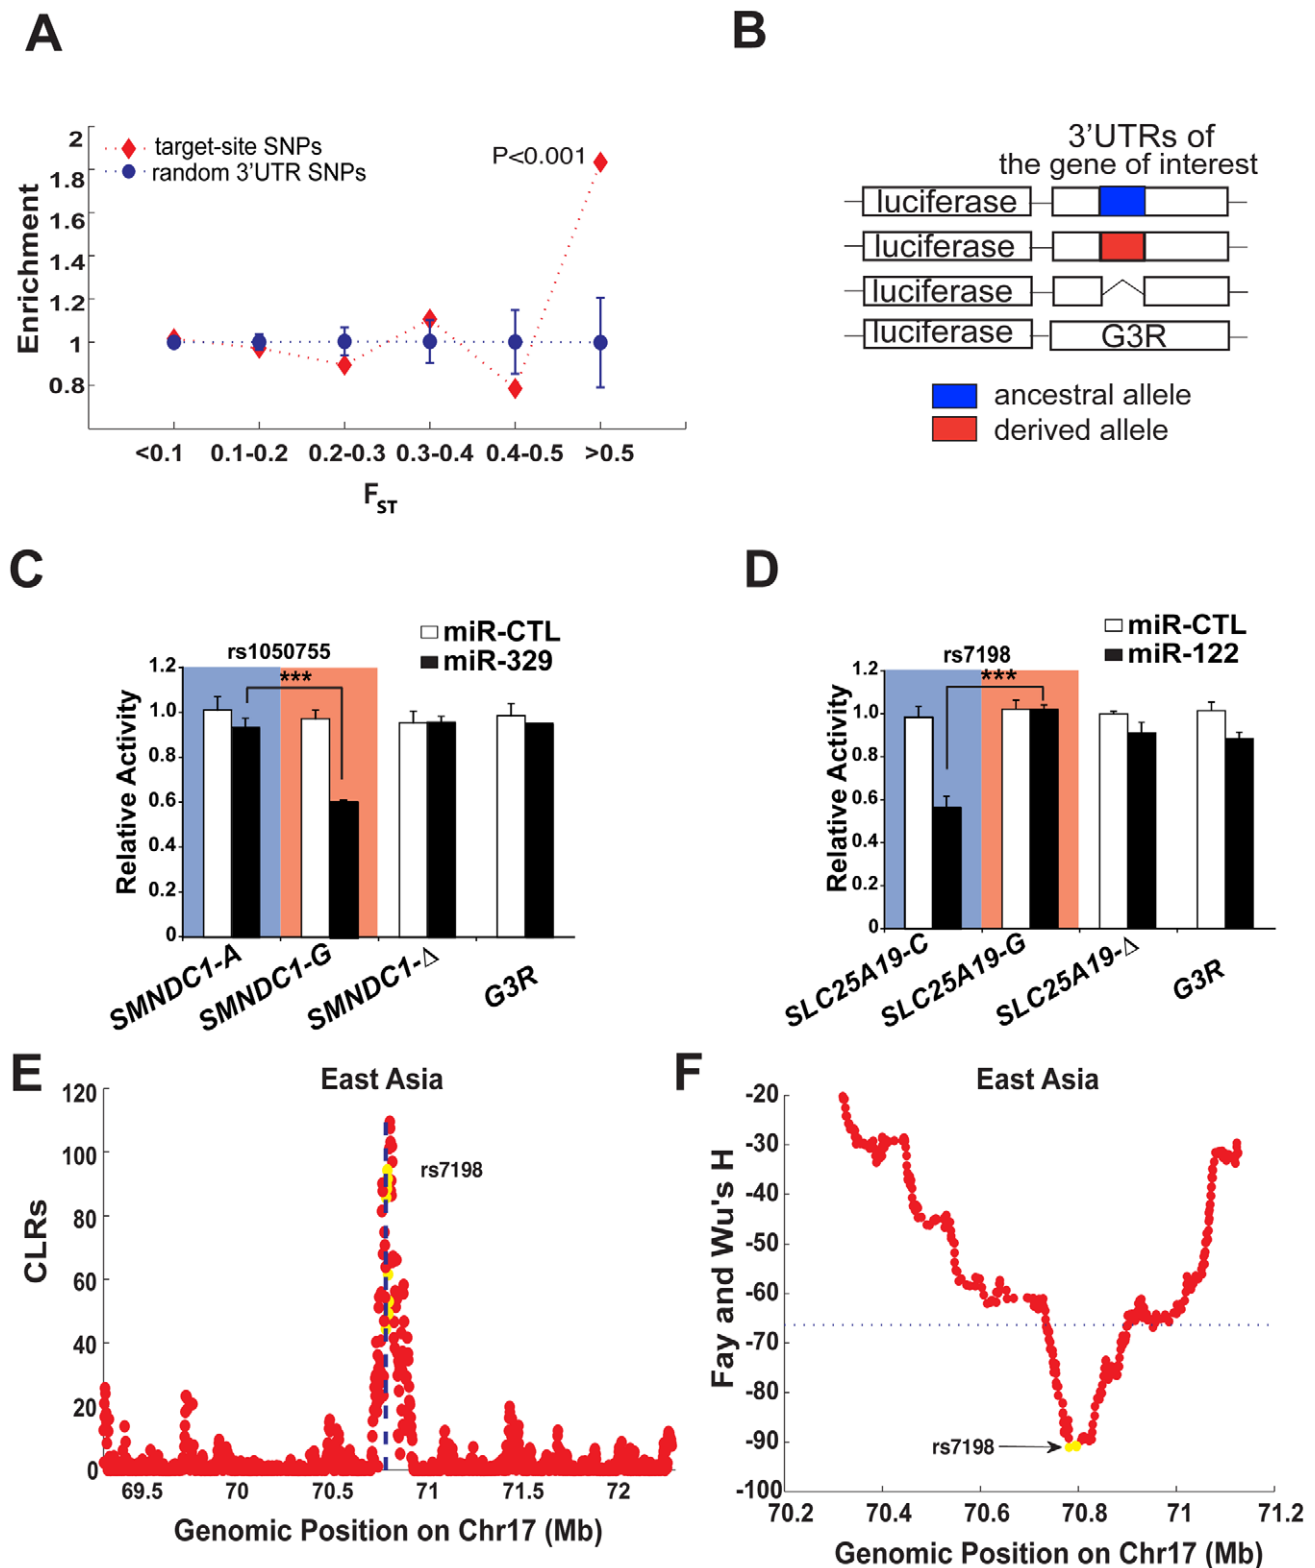 A
B
target-site SNPs
random 3'UTR SNPs
P<0.001
2
1.8
1.6
1.4
1.2
1
0.8
Enrichment
<0.1 0.1-0.2 0.2-0.3 0.3-0.4 0.4-0.5 >0.5
FST
3'UTRs of
the gene of interest
luciferase
luciferase
luciferase
luciferase G3R
ancestral allele
derived allele
C
rs1050755
miR-CTL
miR-329
***
1.2
1.0
0.8
0.6
0.4
0.2
0
Relative Activity
SMNDC1-A SMNDC1-G SMNDC1-Δ G3R
D
rs7198
miR-CTL
miR-122
***
1.2
1.0
0.8
0.6
0.4
0.2
0
Relative Activity
SLC25A19-C SLC25A19-G SLC25A19-Δ G3R
E
East Asia
120
100
80
60
40
20
0
CLRs
rs7198
69.5 70 70.5 71 71.5 72
Genomic Position on Chr17 (Mb)
F
East Asia
-20
-30
-40
-50
-60
-70
-80
-90
-100
Fay and Wu's H
rs7198
70.2 70.4 70.6 70.8 71 71.2
Genomic Position on Chr17 (Mb)